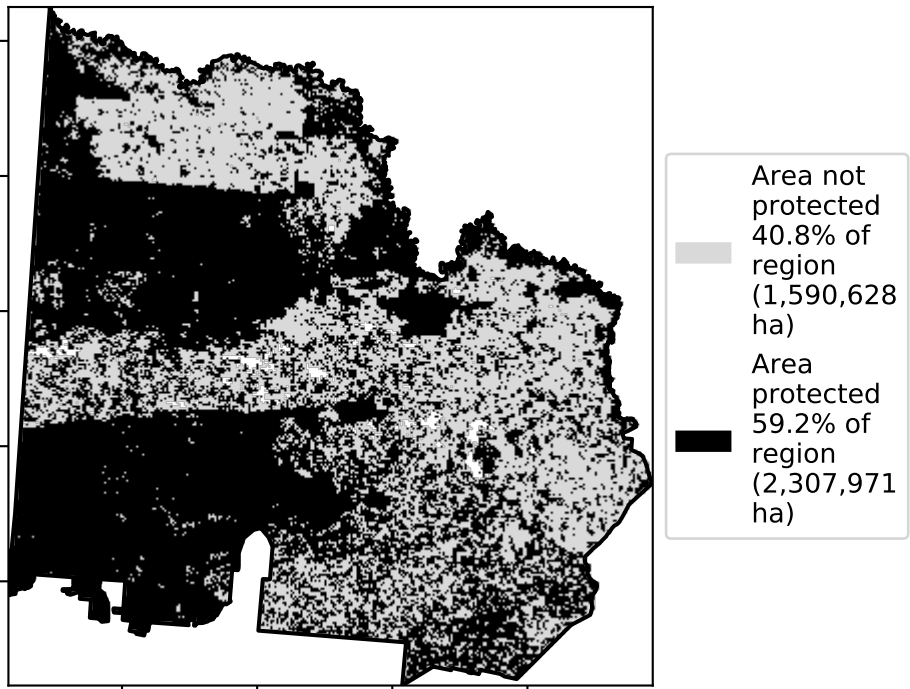 Area not
protected
40.8% of
region
(1,590,628
ha)
Area
protected
59.2% of
region
(2,307,971
ha)